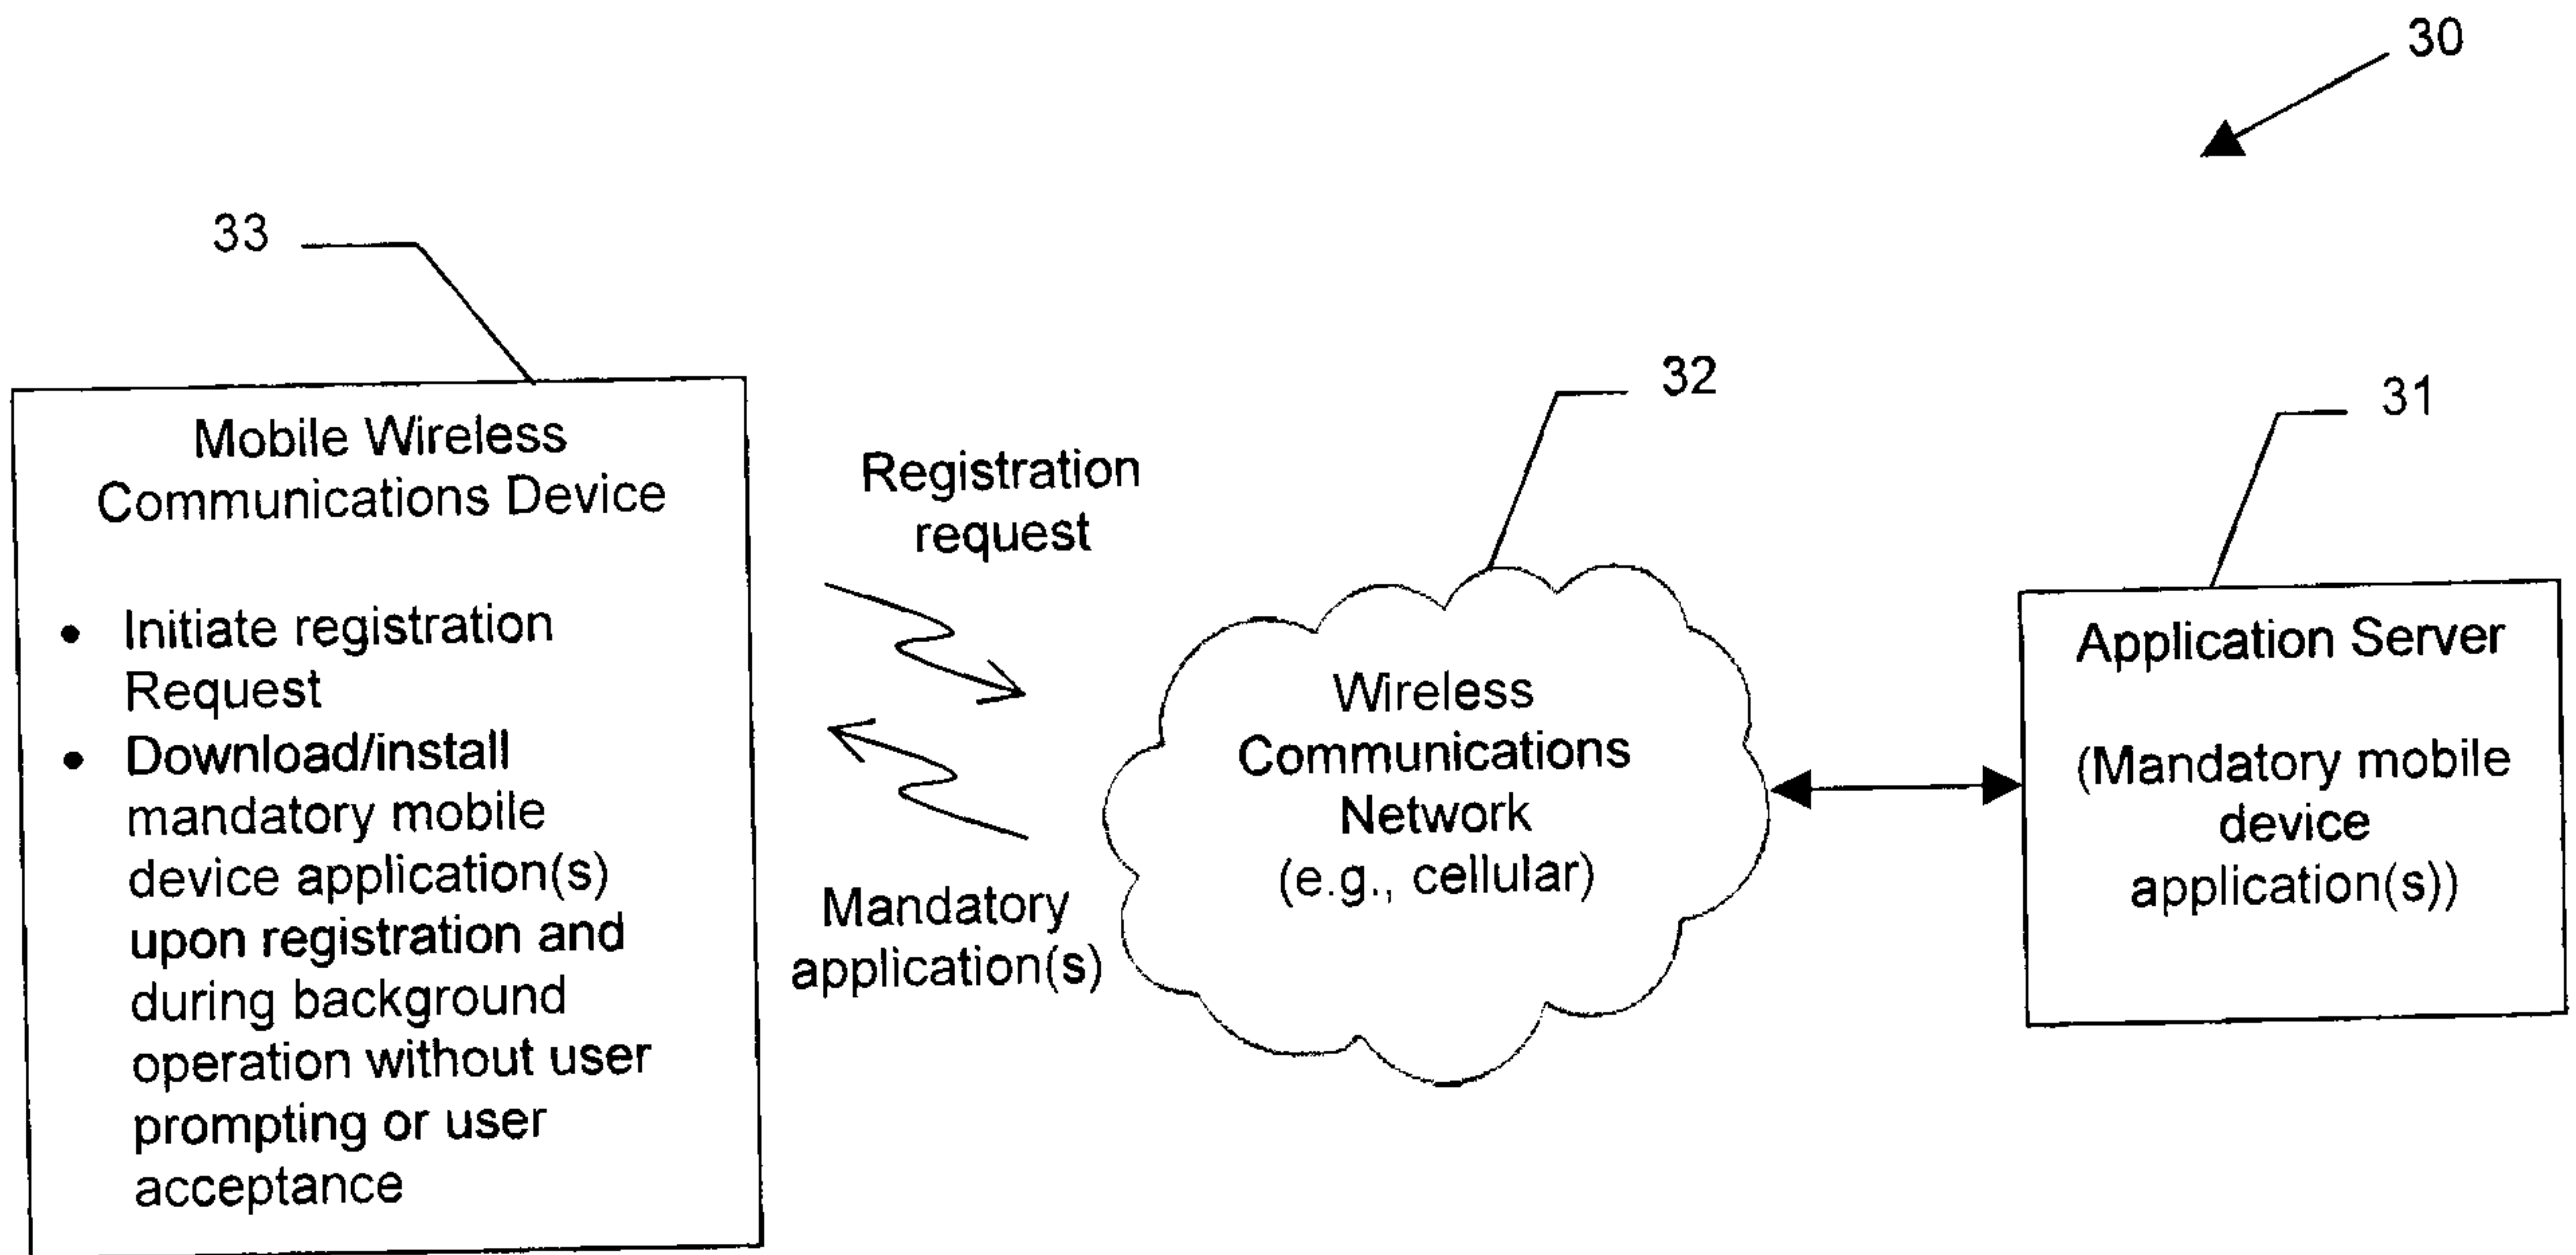 30
33
32
31
Mobile Wireless
Communications Device
• Initiate registration
Request
• Download/install
mandatory mobile
device application(s)
upon registration and
during background
operation without user
prompting or user
acceptance
Registration
request
Mandatory
application(s)
Wireless
Communications
Network
(e.g., cellular)
Application Server
(Mandatory mobile
device
application(s))